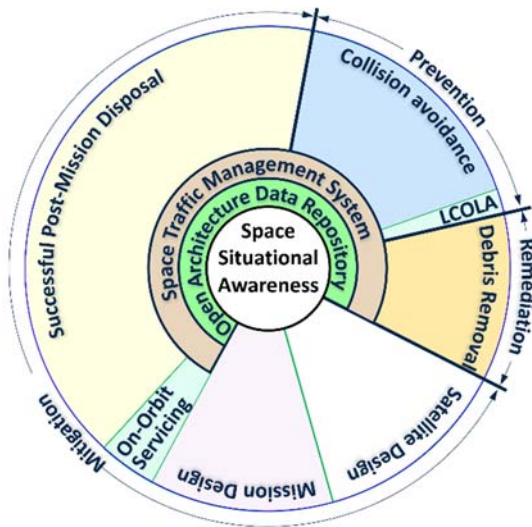 Prevention
Collision avoidance
LCOLA
Remediation
Debris Removal
Satellite Design
Mission Design
On-Orbit
Servicing
Mitigation
Successful Post-Mission Disposal
Space Traffic Management System
Open Architecture Data Repository
Space
Situational
Awareness